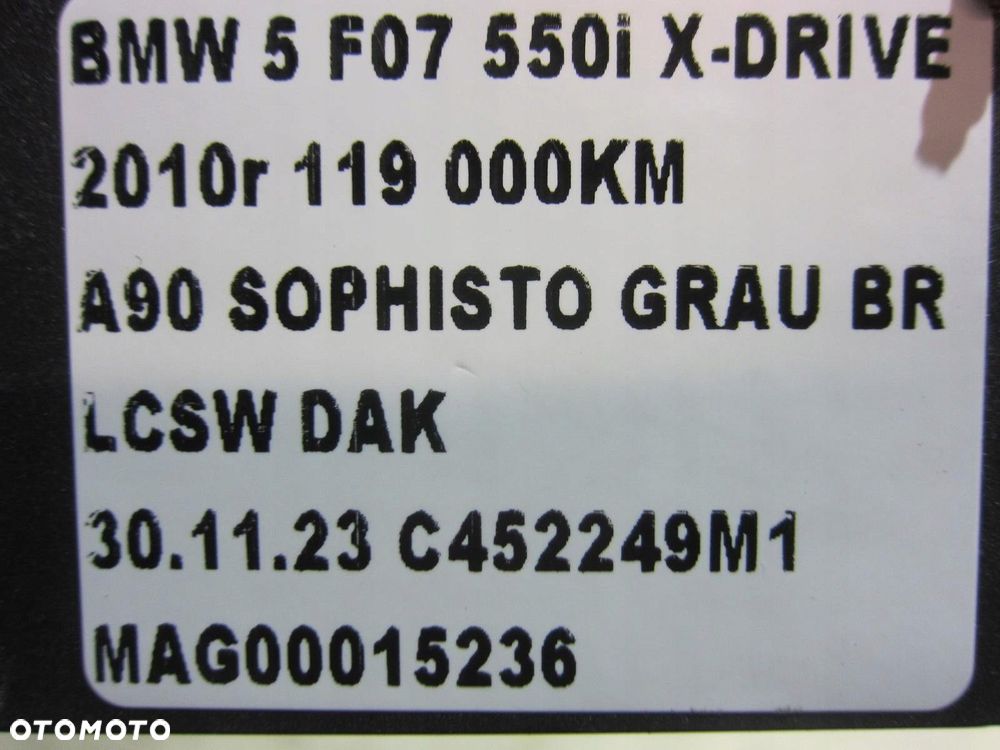 BMW 5 F07 550i X-DRIVE
2010r 119 000KM
A90 SOPHISTO GRAU BR
LCSW DAK
30.11.23 C452249M1
MAG00015236
OTOMOTO